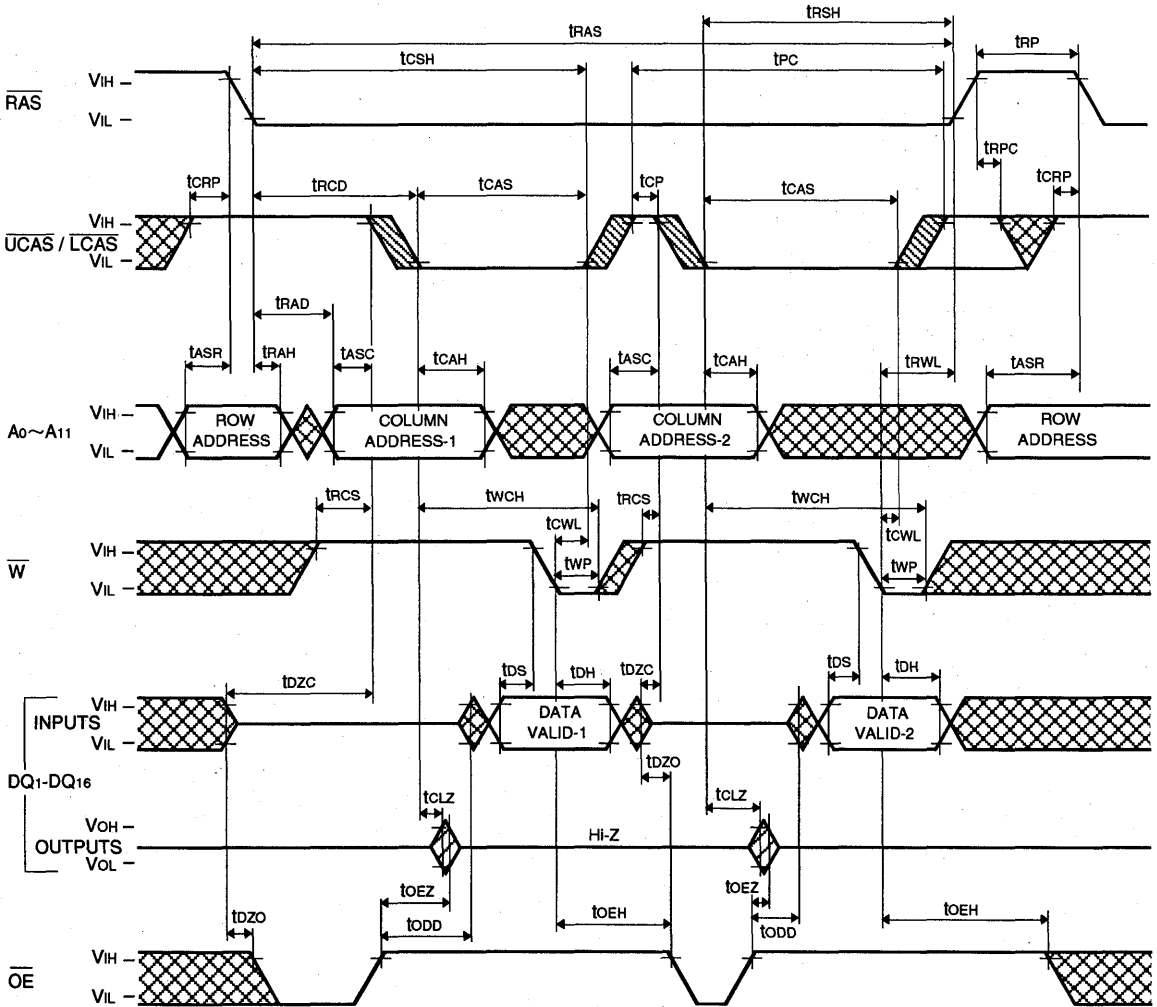 tRSH
tRAS
tRP
tCSH
tPC
VIH
RAS
VIL
tRPC
tCRP
tRCD
tCAS
tCP
tCAS
tCRP
VIH
UCAS / LCAS
VIL
tRAD
tASR
tRAH
tASC
tCAH
tASC
tCAH
tRWL
tASR
VIH
A0~A11
VIL
ROW ADDRESS
COLUMN ADDRESS-1
COLUMN ADDRESS-2
ROW ADDRESS
tRCS
tWCH
tRCS
tWCH
tCWL
tCWL
VIH
W
VIL
tWP
tWP
tDZC
tDS
tDH
tDZC
tDS
tDH
VIH
INPUTS
VIL
DATA VALID-1
DATA VALID-2
DQ1-DQ16
tDZO
tCLZ
tCLZ
VOH
OUTPUTS
VOL
Hi-Z
tOEZ
tOEZ
tDZO
tODD
tOEH
tODD
tOEH
VIH
OE
VIL